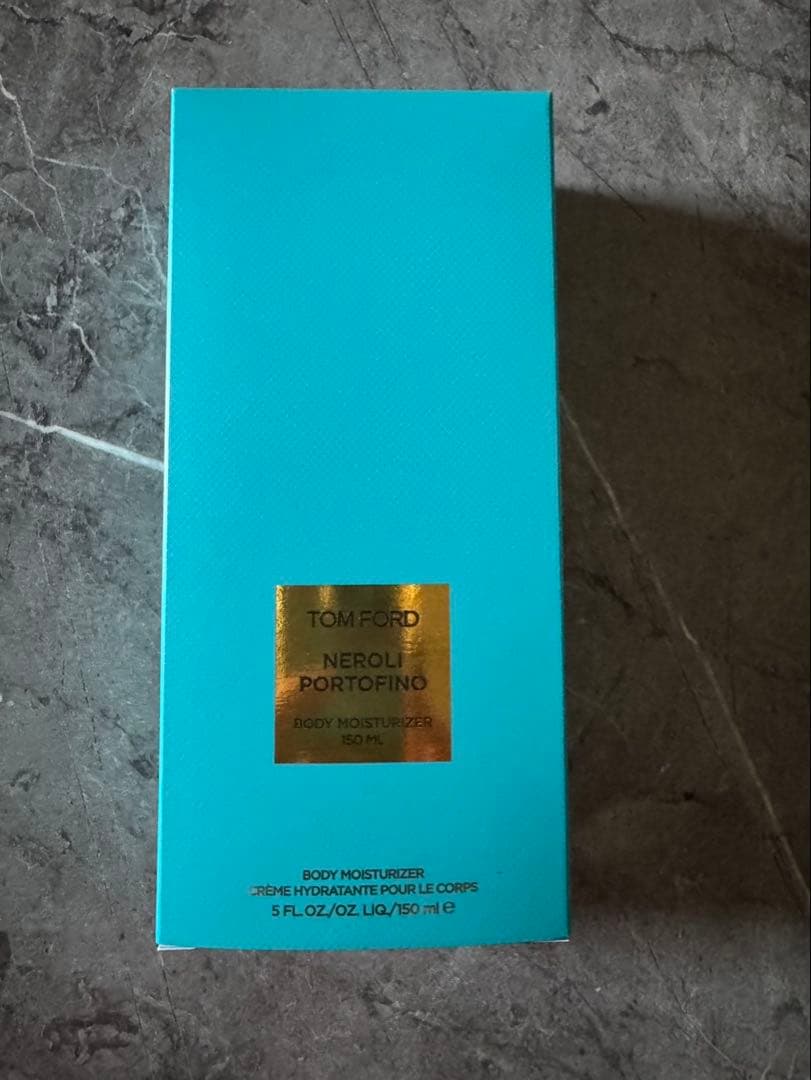 TOM FORD
NEROLI
PORTOFINO
BODY MOISTURIZER
150 ML
BODY MOISTURIZER
CRÈME HYDRATANTE POUR LE CORPS
5 FL. OZ./OZ. LIQ./150 ml e